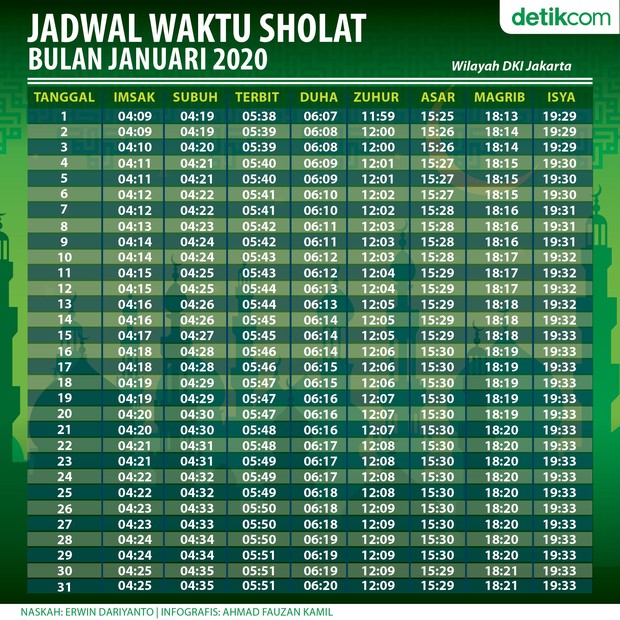 JADWAL WAKTU SHOLAT
BULAN JANUARI 2020
detikcom
Wilayah DKI Jakarta
TANGGAL IMSAK SUBUH TERBIT DUHA ZUHUR ASAR MAGRIB ISYA
1 04:09 04:19 05:38 06:07 11:59 15:25 18:13 19:29
2 04:09 04:19 05:39 06:08 12:00 15:26 18:14 19:29
3 04:10 04:20 05:39 06:08 12:00 15:26 18:14 19:29
4 04:11 04:21 05:40 06:09 12:01 15:27 18:15 19:30
5 04:11 04:21 05:40 06:09 12:01 15:27 18:15 19:30
6 04:12 04:22 05:41 06:10 12:02 15:27 18:15 19:30
7 04:12 04:22 05:41 06:10 12:02 15:28 18:16 19:31
8 04:13 04:23 05:42 06:11 12:03 15:28 18:16 19:31
9 04:14 04:24 05:42 06:11 12:03 15:28 18:16 19:31
10 04:14 04:24 05:43 06:12 12:03 15:28 18:17 19:32
11 04:15 04:25 05:43 06:12 12:04 15:29 18:17 19:32
12 04:15 04:25 05:44 06:13 12:04 15:29 18:17 19:32
13 04:16 04:26 05:44 06:13 12:05 15:29 18:18 19:32
14 04:16 04:26 05:45 06:14 12:05 15:29 18:18 19:32
15 04:17 04:27 05:45 06:14 12:05 15:29 18:18 19:33
16 04:18 04:28 05:46 06:14 12:06 15:30 18:19 19:33
17 04:18 04:28 05:46 06:15 12:06 15:30 18:19 19:33
18 04:19 04:29 05:47 06:15 12:06 15:30 18:19 19:33
19 04:19 04:29 05:47 06:16 12:07 15:30 18:19 19:33
20 04:20 04:30 05:47 06:16 12:07 15:30 18:19 19:33
21 04:20 04:30 05:48 06:16 12:07 15:30 18:20 19:33
22 04:21 04:31 05:48 06:17 12:08 15:30 18:20 19:33
23 04:21 04:31 05:49 06:17 12:08 15:30 18:20 19:33
24 04:22 04:32 05:49 06:17 12:08 15:30 18:20 19:33
25 04:22 04:32 05:49 06:18 12:08 15:30 18:20 19:33
26 04:23 04:33 05:50 06:18 12:09 15:30 18:20 19:33
27 04:23 04:33 05:50 06:18 12:09 15:30 18:20 19:33
28 04:24 04:34 05:50 06:19 12:09 15:30 18:20 19:33
29 04:24 04:34 05:51 06:19 12:09 15:30 18:20 19:33
30 04:25 04:35 05:51 06:19 12:09 15:29 18:21 19:33
31 04:25 04:35 05:51 06:20 12:09 15:29 18:21 19:33
NASKAH: ERWIN DARIYANTO | INFOGRAFIS: AHMAD FAUZAN KAMIL